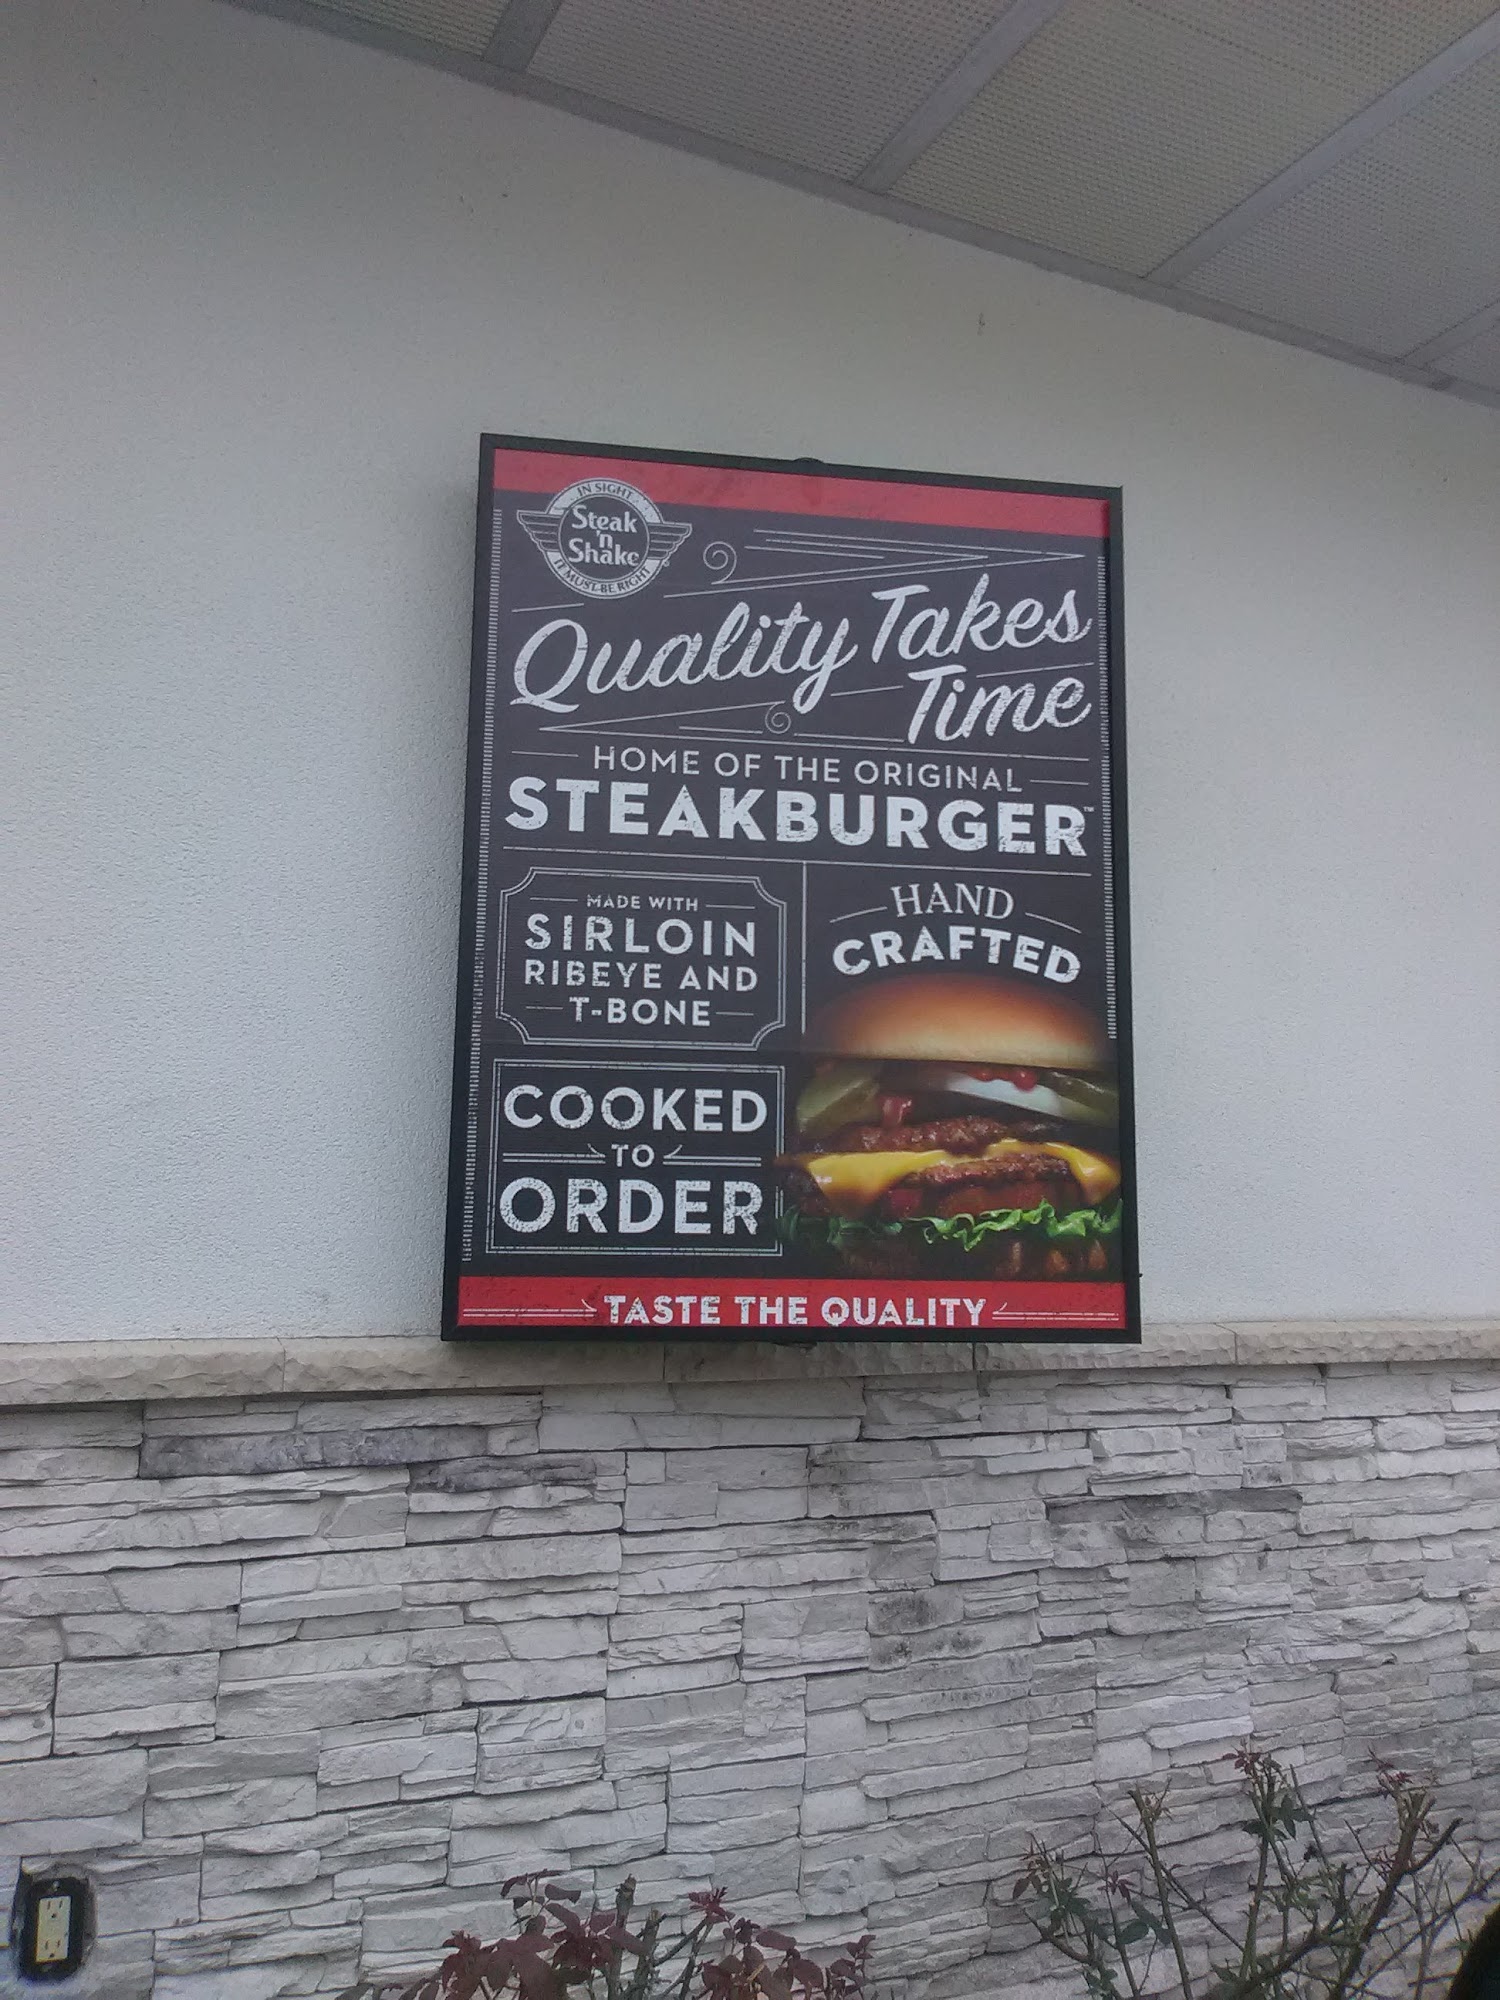 IN SIGHT
Steak
'n
Shake
IT MUST BE RIGHT
Quality Takes
Time
HOME OF THE ORIGINAL
STEAKBURGER™
MADE WITH
SIRLOIN
RIBEYE AND
T-BONE
HAND
CRAFTED
COOKED
TO
ORDER
TASTE THE QUALITY